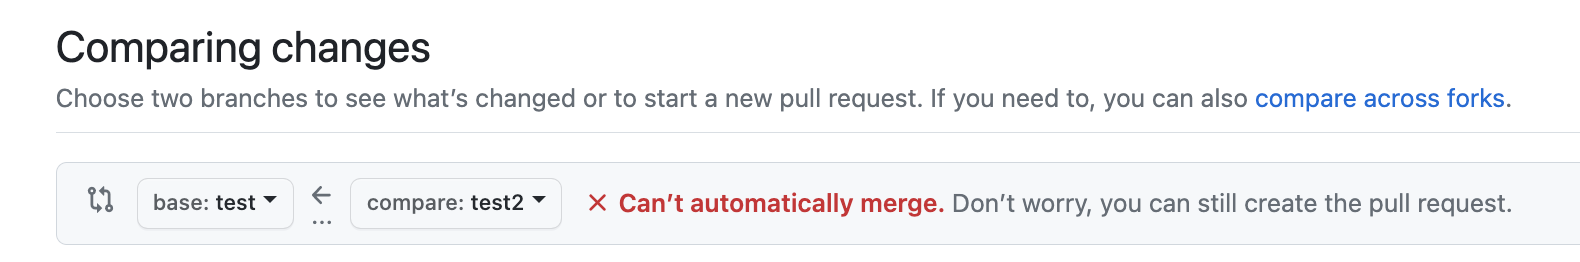 Comparing changes
Choose two branches to see what’s changed or to start a new pull request. If you need to, you can also compare across forks.
base: test ← ... compare: test2 × Can’t automatically merge. Don’t worry, you can still create the pull request.